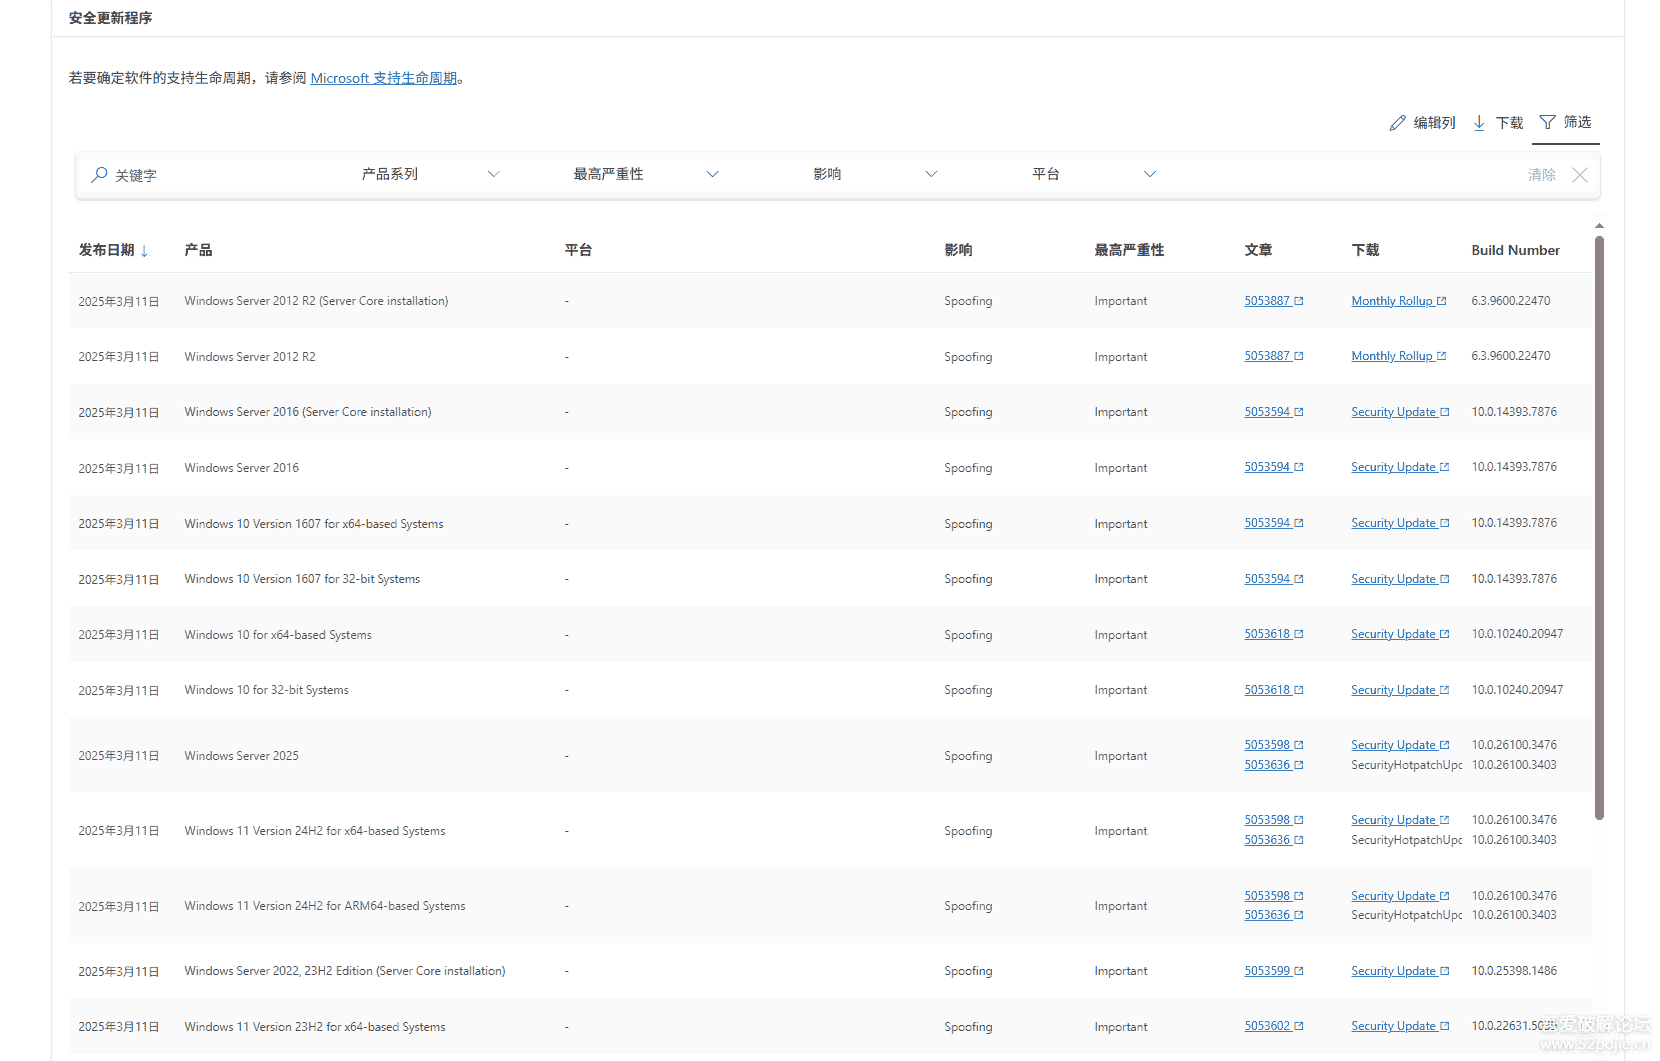 安全更新程序
若要确定软件的支持生命周期，请参阅 Microsoft 支持生命周期。
编辑列 下载 筛选
关键字 产品系列 最高严重性 影响 平台 清除
发布日期 ↓ 产品 平台 影响 最高严重性 文章 下载 Build Number
2025年3月11日 Windows Server 2012 R2 (Server Core installation) - Spoofing Important 5053887 Monthly Rollup 6.3.9600.22470
2025年3月11日 Windows Server 2012 R2 - Spoofing Important 5053887 Monthly Rollup 6.3.9600.22470
2025年3月11日 Windows Server 2016 (Server Core installation) - Spoofing Important 5053594 Security Update 10.0.14393.7876
2025年3月11日 Windows Server 2016 - Spoofing Important 5053594 Security Update 10.0.14393.7876
2025年3月11日 Windows 10 Version 1607 for x64-based Systems - Spoofing Important 5053594 Security Update 10.0.14393.7876
2025年3月11日 Windows 10 Version 1607 for 32-bit Systems - Spoofing Important 5053594 Security Update 10.0.14393.7876
2025年3月11日 Windows 10 for x64-based Systems - Spoofing Important 5053618 Security Update 10.0.10240.20947
2025年3月11日 Windows 10 for 32-bit Systems - Spoofing Important 5053618 Security Update 10.0.10240.20947
5053598 Security Update 10.0.26100.3476
2025年3月11日 Windows Server 2025 - Spoofing Important
5053636 SecurityHotpatchUpd 10.0.26100.3403
5053598 Security Update 10.0.26100.3476
2025年3月11日 Windows 11 Version 24H2 for x64-based Systems - Spoofing Important
5053636 SecurityHotpatchUpd 10.0.26100.3403
5053598 Security Update 10.0.26100.3476
2025年3月11日 Windows 11 Version 24H2 for ARM64-based Systems - Spoofing Important
5053636 SecurityHotpatchUpd 10.0.26100.3403
2025年3月11日 Windows Server 2022, 23H2 Edition (Server Core installation) - Spoofing Important 5053599 Security Update 10.0.25398.1486
2025年3月11日 Windows 11 Version 23H2 for x64-based Systems - Spoofing Important 5053602 Security Update
吾爱破解论坛
www.52pojie.cn